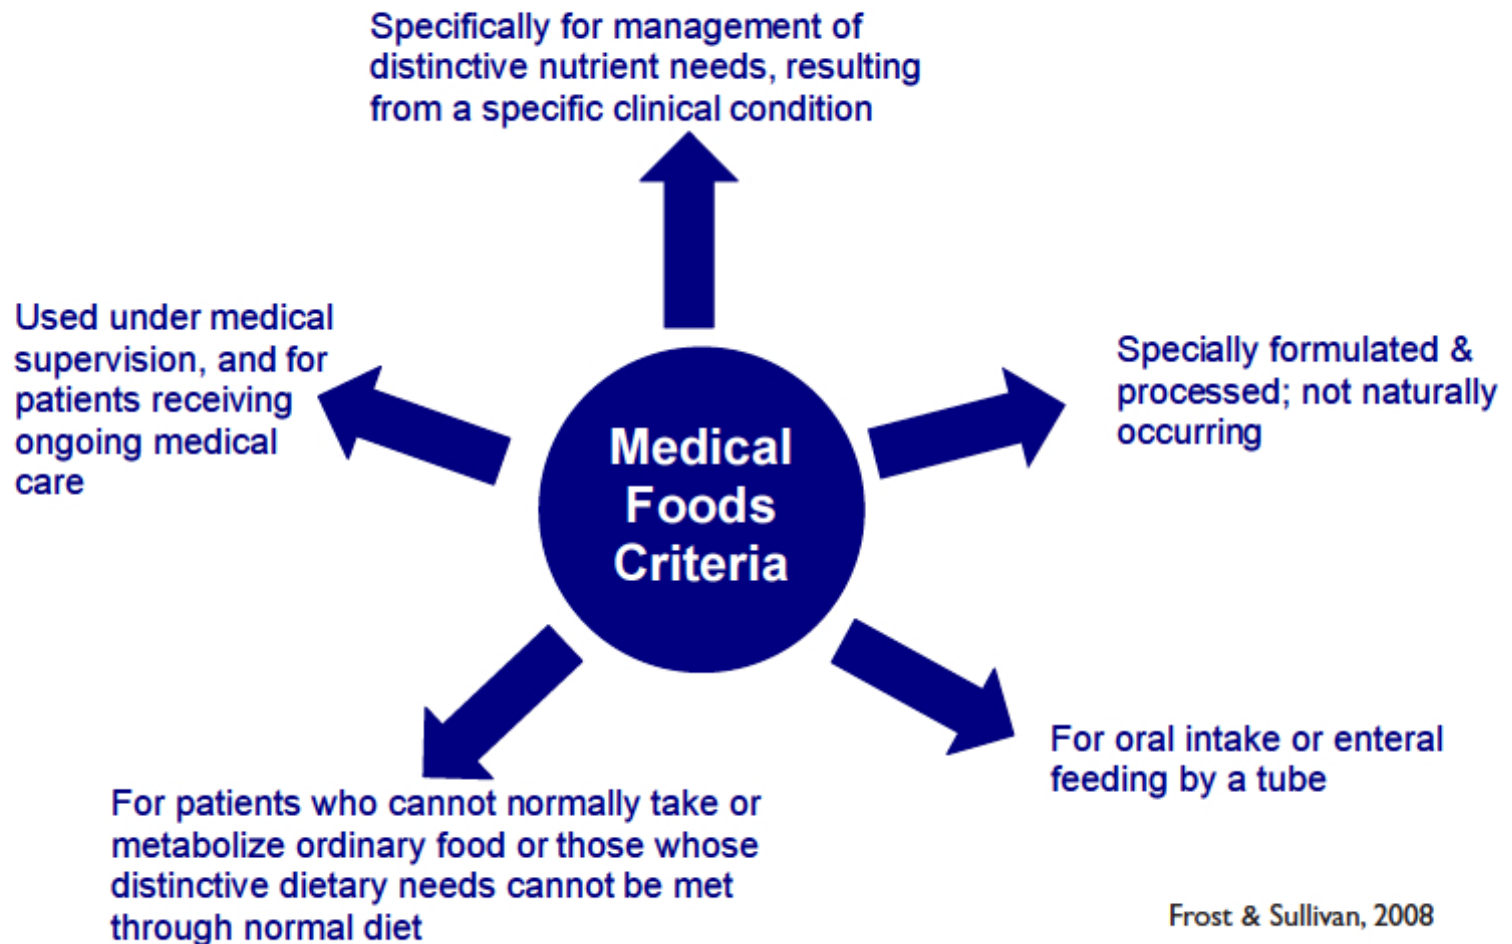 Specifically for management of
distinctive nutrient needs, resulting
from a specific clinical condition
Used under medical
supervision, and for
patients receiving
ongoing medical
care
Specially formulated &
processed; not naturally
occurring
Medical
Foods
Criteria
For oral intake or enteral
feeding by a tube
For patients who cannot normally take or
metabolize ordinary food or those whose
distinctive dietary needs cannot be met
through normal diet
Frost & Sullivan, 2008